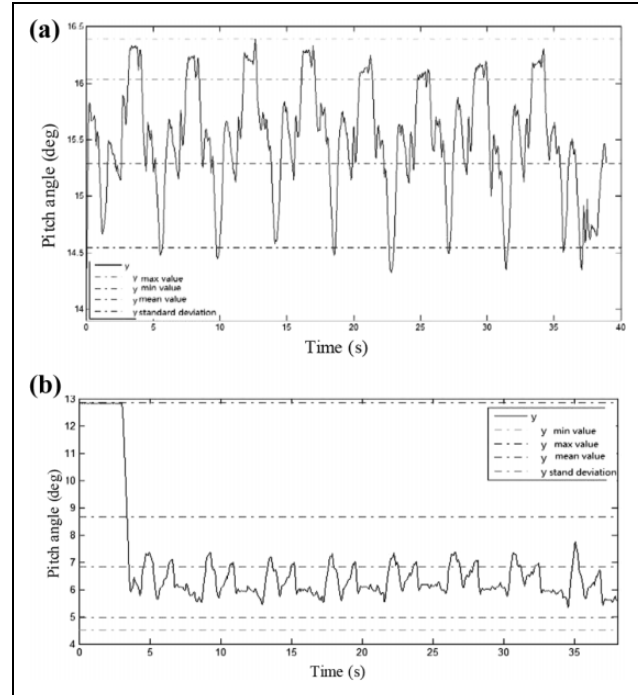 (a)
16.5
16
15.5
15
14.5
14
Pitch angle (deg)
y
y max value
y min value
y mean value
y standard deviation
0
5
10
15
20
25
30
35
40
Time (s)
(b)
13
12
11
10
9
8
7
6
5
4
Pitch angle (deg)
y
y min value
y max value
y mean value
y stand deviation
0
5
10
15
20
25
30
35
Time (s)